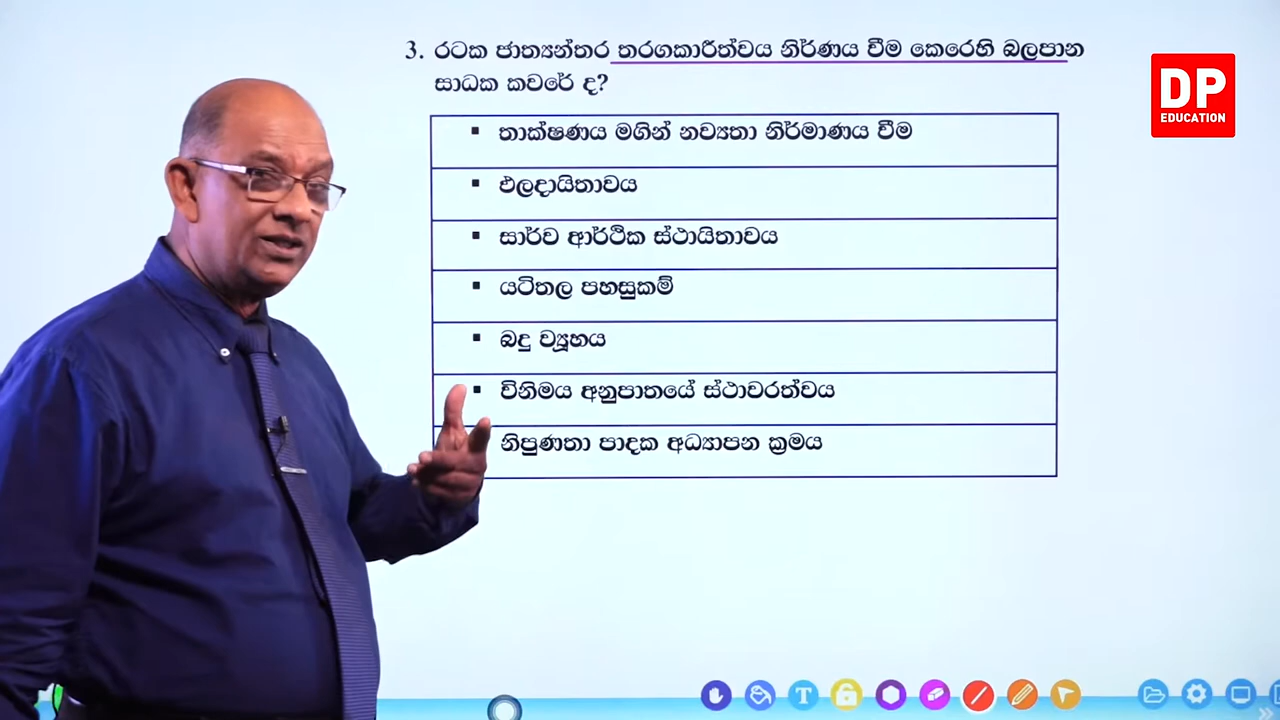 3. රටක ජාත්‍යන්තර තරගකාරීත්වය නිර්ණය වීම කෙරෙහි බලපාන
සාධක කවරේ ද?
▪ තාක්ෂණය මගින් නව්‍යතා නිර්මාණය වීම
▪ ඵලදායිතාවය
▪ සාර්ව ආර්ථික ස්ථායිතාවය
▪ යටිතල පහසුකම්
▪ බදු ව්‍යූහය
▪ විනිමය අනුපාතයේ ස්ථාවරත්වය
නිපුණතා පාදක අධ්‍යාපන ක්‍රමය
DP
EDUCATION